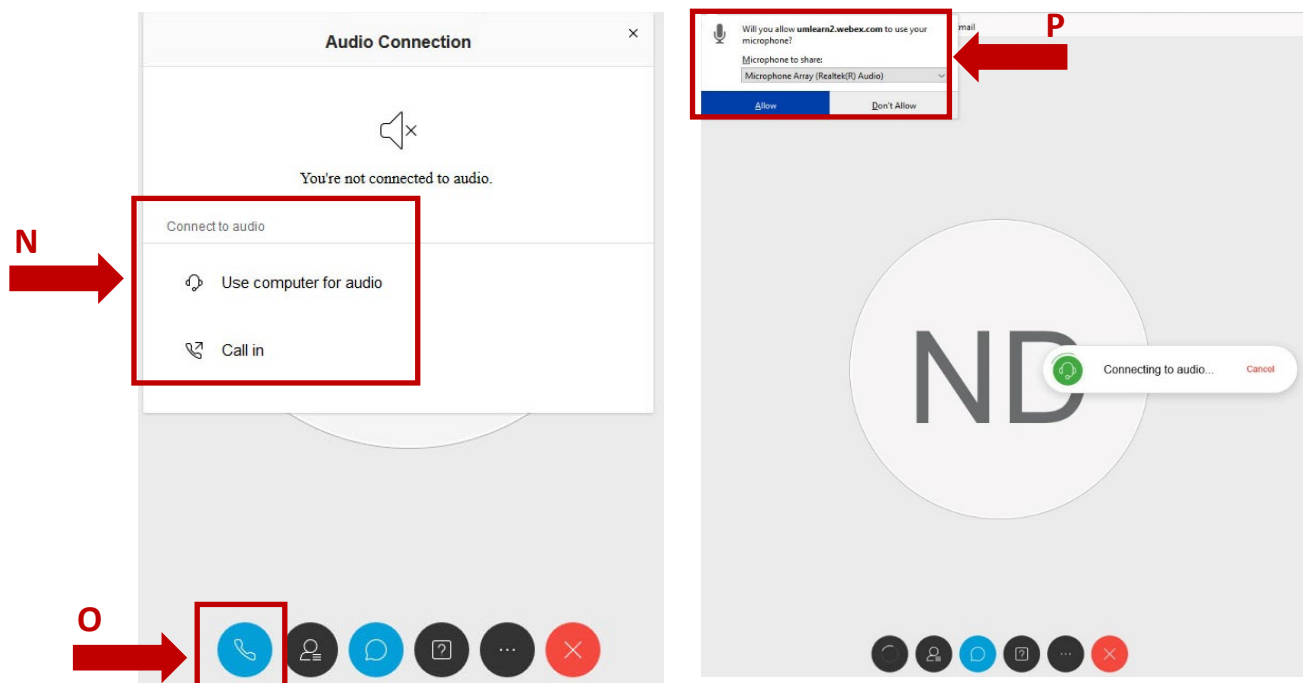 Audio Connection
You're not connected to audio.
Connect to audio
N
Use computer for audio
Call in
O
?
Will you allow umlearn2.webex.com to use your
microphone?
mail
P
Microphone to share:
Microphone Array (Realtek(R) Audio)
Allow
Don't Allow
ND
Connecting to audio...
Cancel
?